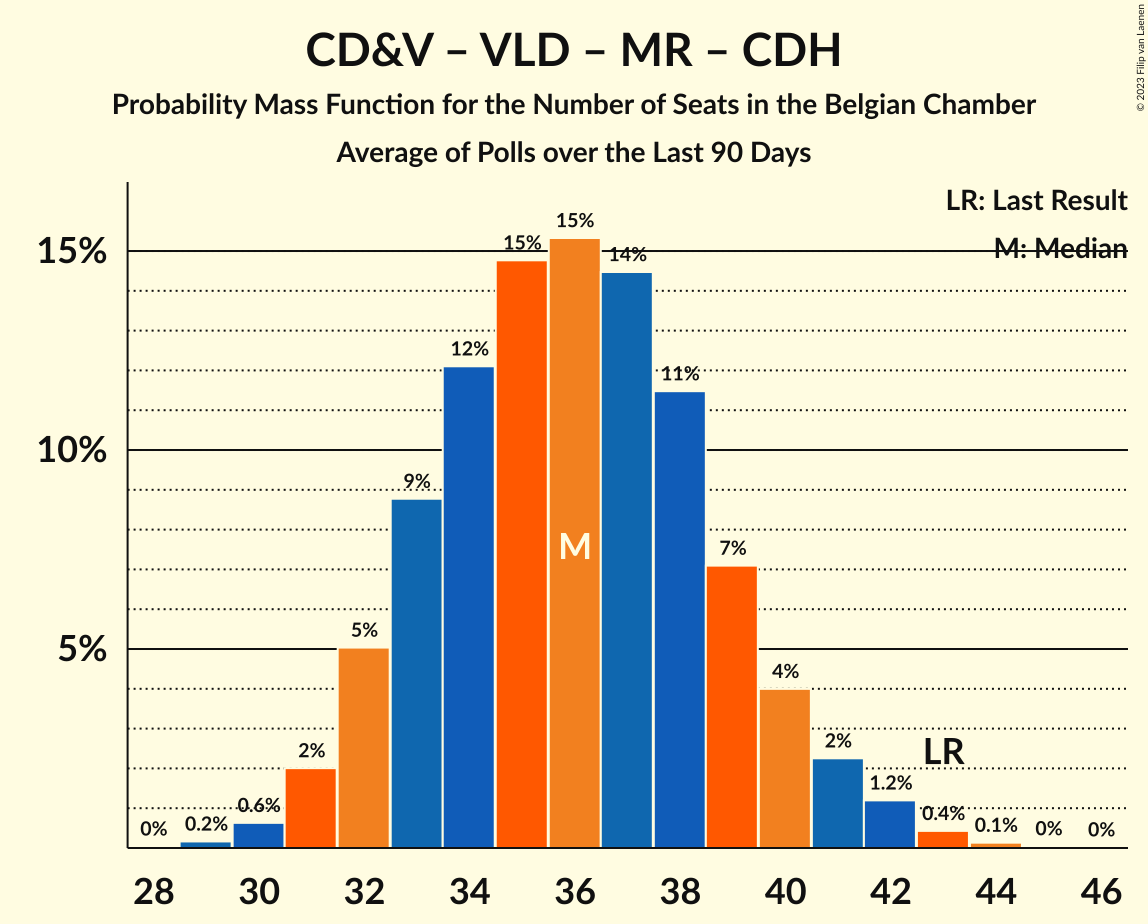 CD&V – VLD – MR – CDH
Probability Mass Function for the Number of Seats in the Belgian Chamber
Average of Polls over the Last 90 Days
© 2023 Filip van Laenen
LR: Last Result
M: Median
15%
10%
5%
0%
0.2%
0.6%
2%
5%
9%
12%
15%
15%
14%
11%
7%
4%
2%
1.2%
0.4%
0.1%
0%
0%
M
LR
28 30 32 34 36 38 40 42 44 46